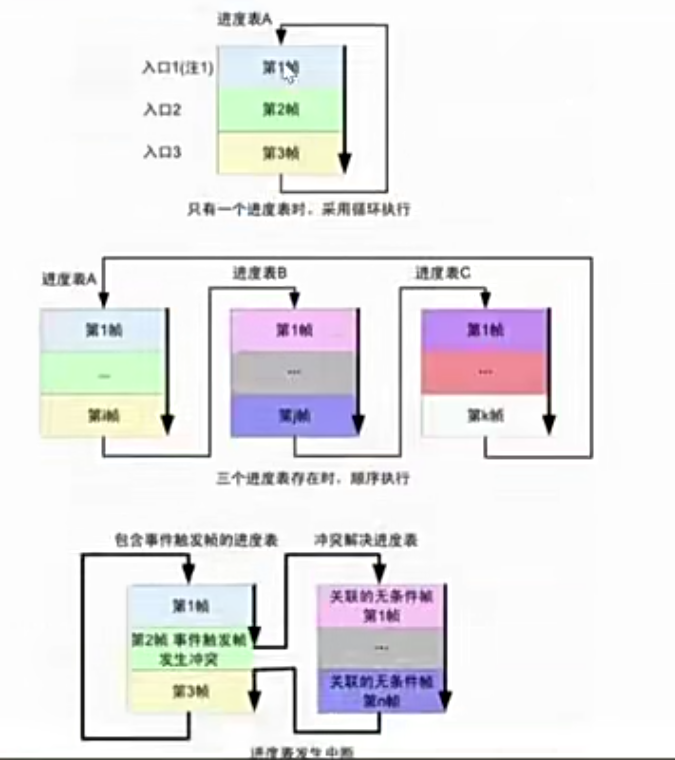 进度表A
入口1(注1)
第1帧
入口2
第2帧
入口3
第3帧
只有一个进度表时，采用循环执行
进度表A
进度表B
进度表C
第1帧
第1帧
第1帧
...
...
...
第i帧
第j帧
第k帧
三个进度表存在时，顺序执行
包含事件触发帧的进度表
冲突解决进度表
第1帧
关联的无条件帧
第1帧
第2帧 事件触发帧
发生冲突
...
第3帧
关联的无条件帧
第n帧
进度表发生中断